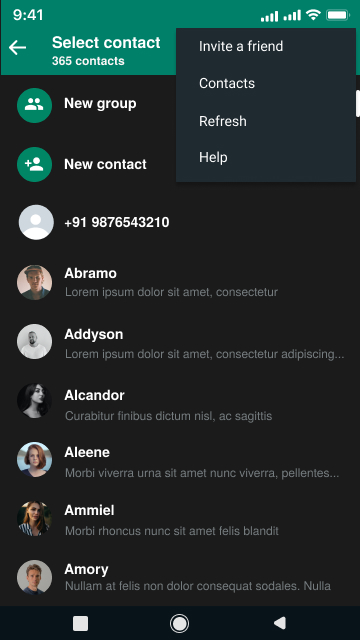 9:41
Select contact
365 contacts
Invite a friend
Contacts
Refresh
Help
New group
New contact
+91 9876543210
Abramo
Lorem ipsum dolor sit amet, consectetur
Addyson
Lorem ipsum dolor sit amet, consectetur adipiscing...
Alcandor
Curabitur finibus dictum nisl, ac sagittis
Aleene
Morbi viverra urna sit amet nunc viverra, pellentes...
Ammiel
Morbi rhoncus nunc sit amet felis blandit
Amory
Nullam at felis non dolor consequat sodales. Nulla